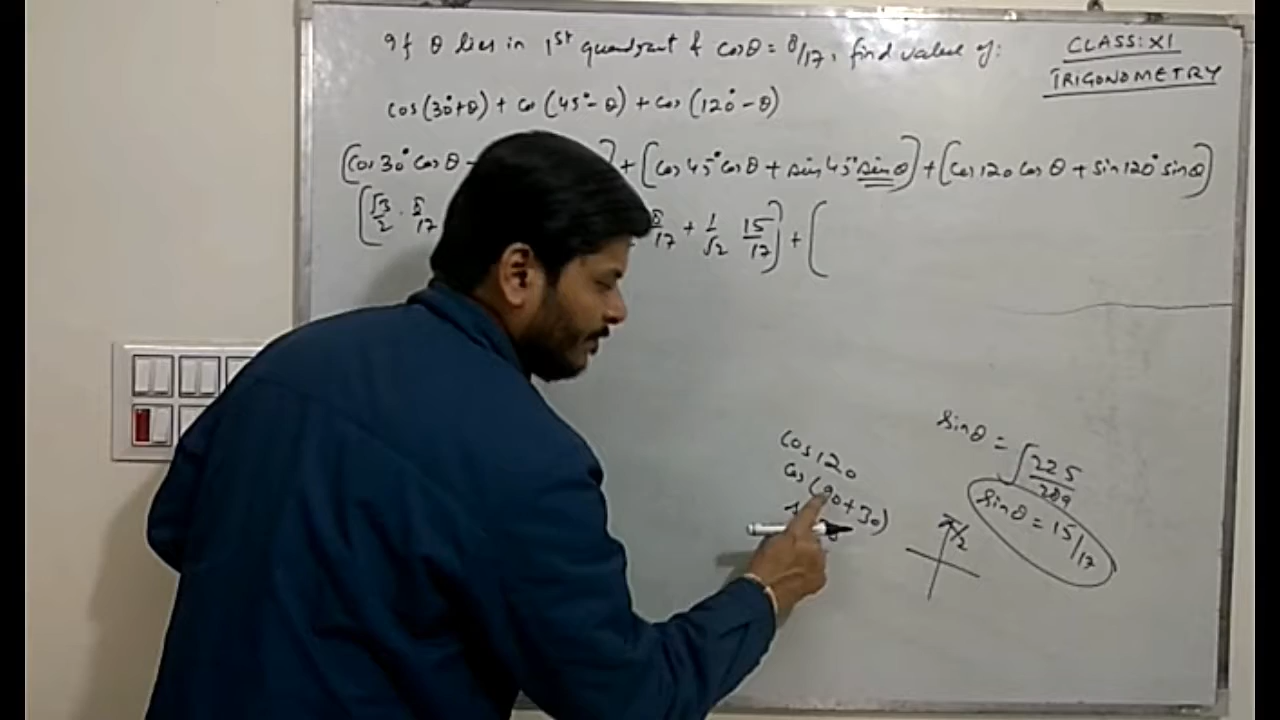 If θ lies in 1st quadrant & cosθ = 8/17, find value of:
CLASS: XI
TRIGONOMETRY
cos(30°+θ) + cos(45°-θ) + cos(120°-θ)
(cos30°cosθ - ) + (cos45°cosθ + sin45°sinθ) + (cos120 cosθ + sin120°sinθ)
(√3/2 . 8/17 8/17 + 1/√2 15/17) + (
cos120
cos(90+30)
sinθ = √225/289
sinθ = 15/17
π/2